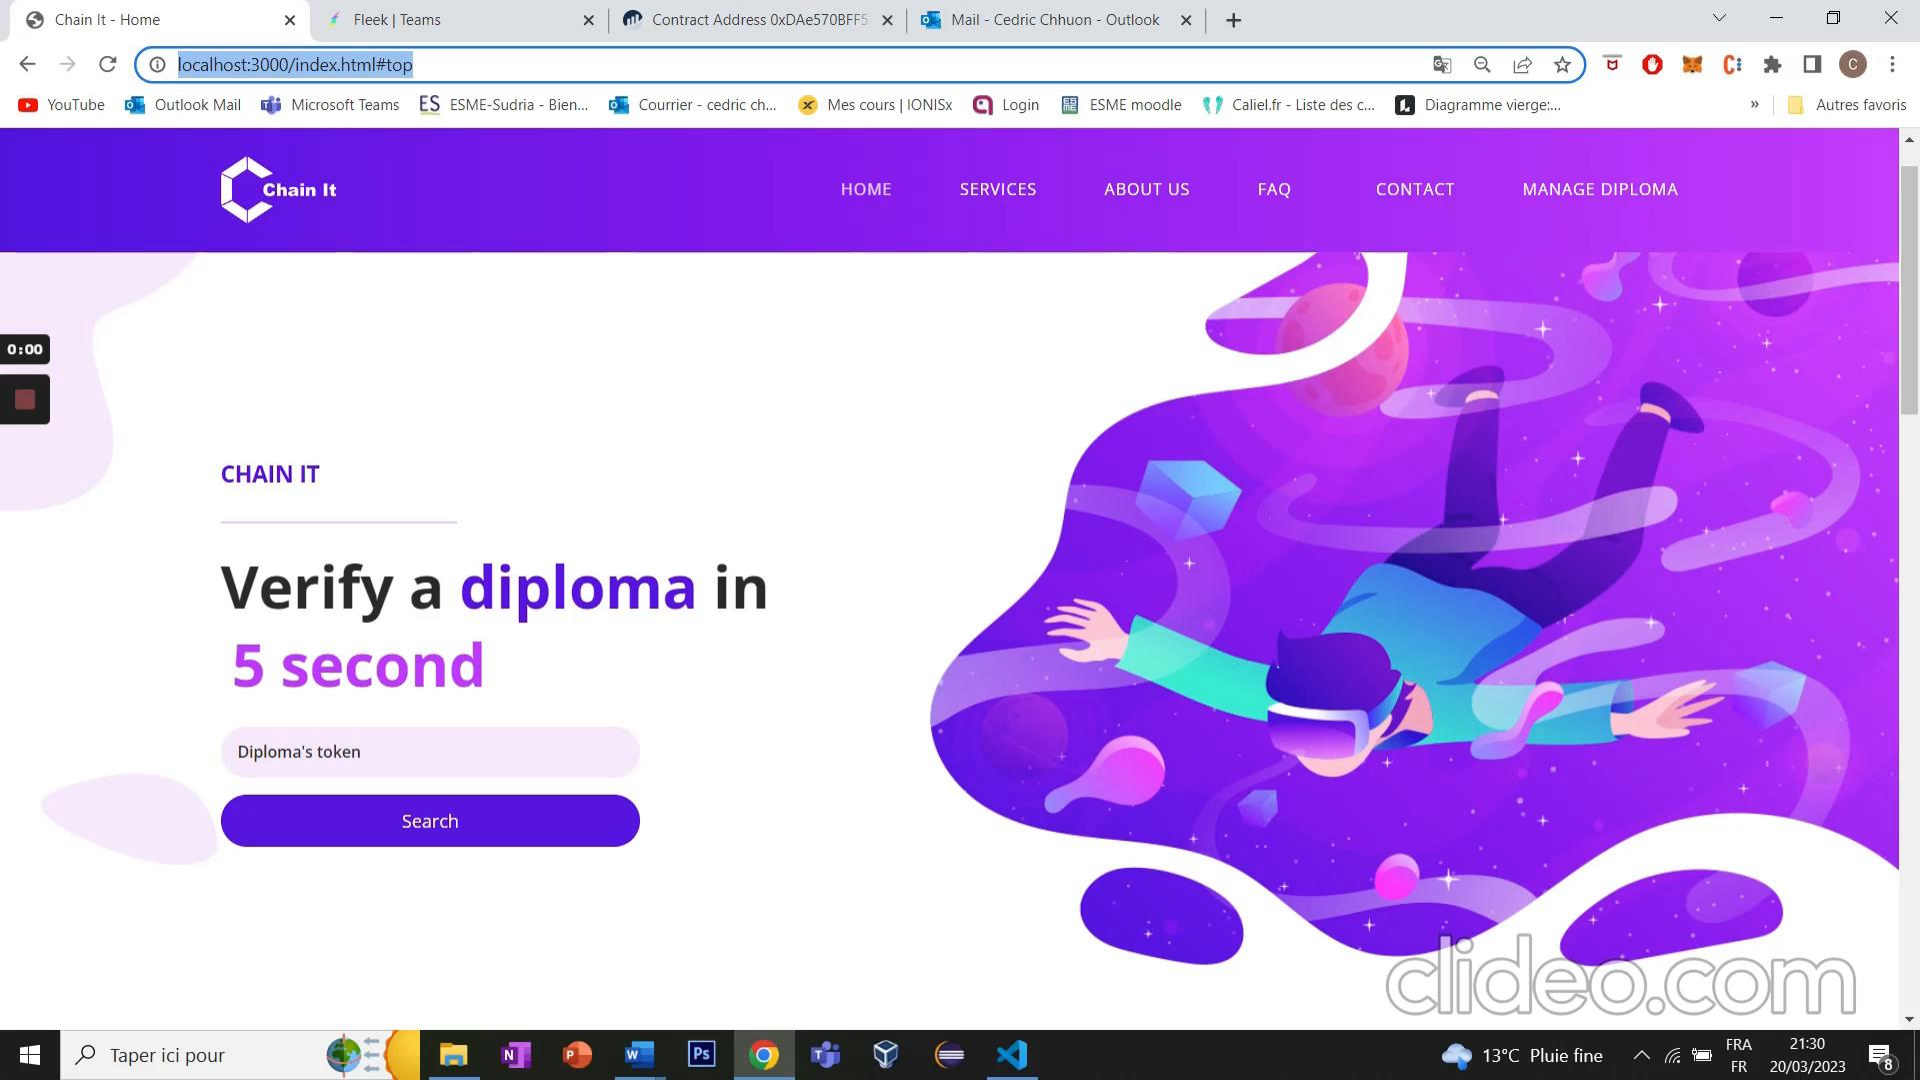 Chain It - Home
Fleek | Teams
Contract Address 0xDAe570BFF5
Mail - Cedric Chhuon - Outlook
localhost:3000/index.html#top
C
YouTube
Outlook Mail
Microsoft Teams
ES
ESME-Sudria - Bien...
Courrier - cedric ch...
Mes cours | IONISx
Login
ESME moodle
Caliel.fr - Liste des c...
Diagramme vierge:...
»
Autres favoris
Chain It
HOME
SERVICES
ABOUT US
FAQ
CONTACT
MANAGE DIPLOMA
0:00
CHAIN IT
Verify a diploma in
5 second
Diploma's token
Search
clideo.com
Taper ici pour
N
P
W
Ps
T
13°C Pluie fine
FRA
FR
21:30
20/03/2023
8